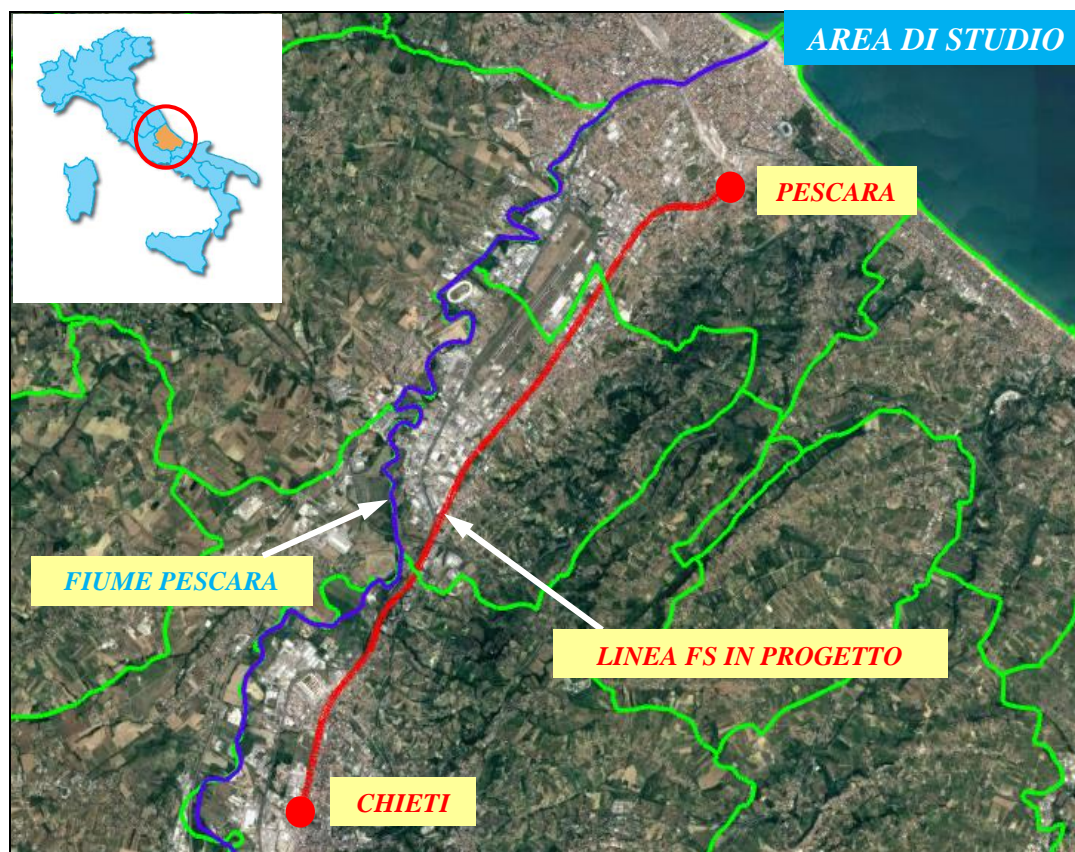 AREA DI STUDIO
PESCARA
FIUME PESCARA
LINEA FS IN PROGETTO
CHIETI